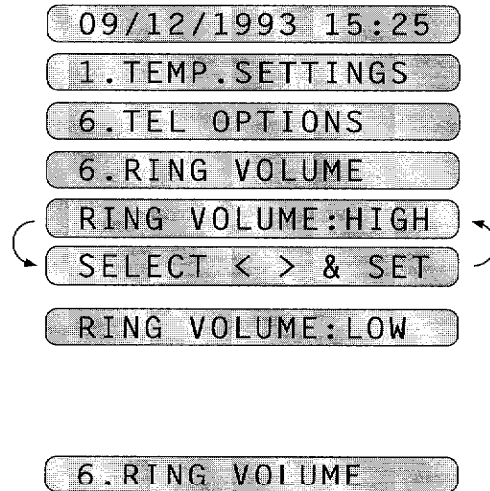 09/12/1993 15:25
1.TEMP.SETTINGS
6.TEL OPTIONS
6.RING VOLUME
RING VOLUME:HIGH
SELECT < > & SET
RING VOLUME:LOW
6.RING VOLUME